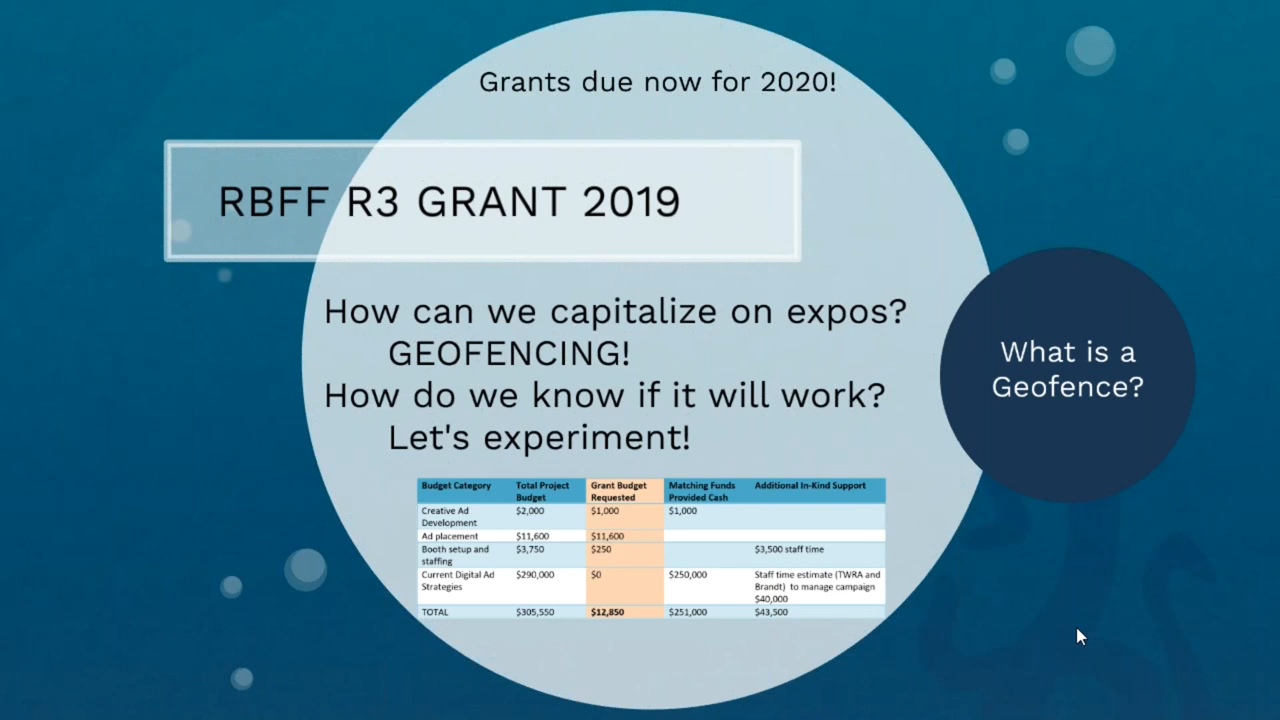 Grants due now for 2020!
RBFF R3 GRANT 2019
How can we capitalize on expos?
GEOFENCING!
How do we know if it will work?
Let's experiment!
What is a
Geofence?
Budget Category Total Project Budget Grant Budget Requested Matching Funds Provided Cash Additional In-Kind Support
Creative Ad Development $2,000 $1,000 $1,000
Ad placement $11,600 $11,600
Booth setup and staffing $3,750 $250 $3,500 staff time
Current Digital Ad Strategies $290,000 $0 $250,000 Staff time estimate (TWRA and Brandt) to manage campaign $40,000
TOTAL $305,550 $12,850 $251,000 $43,500